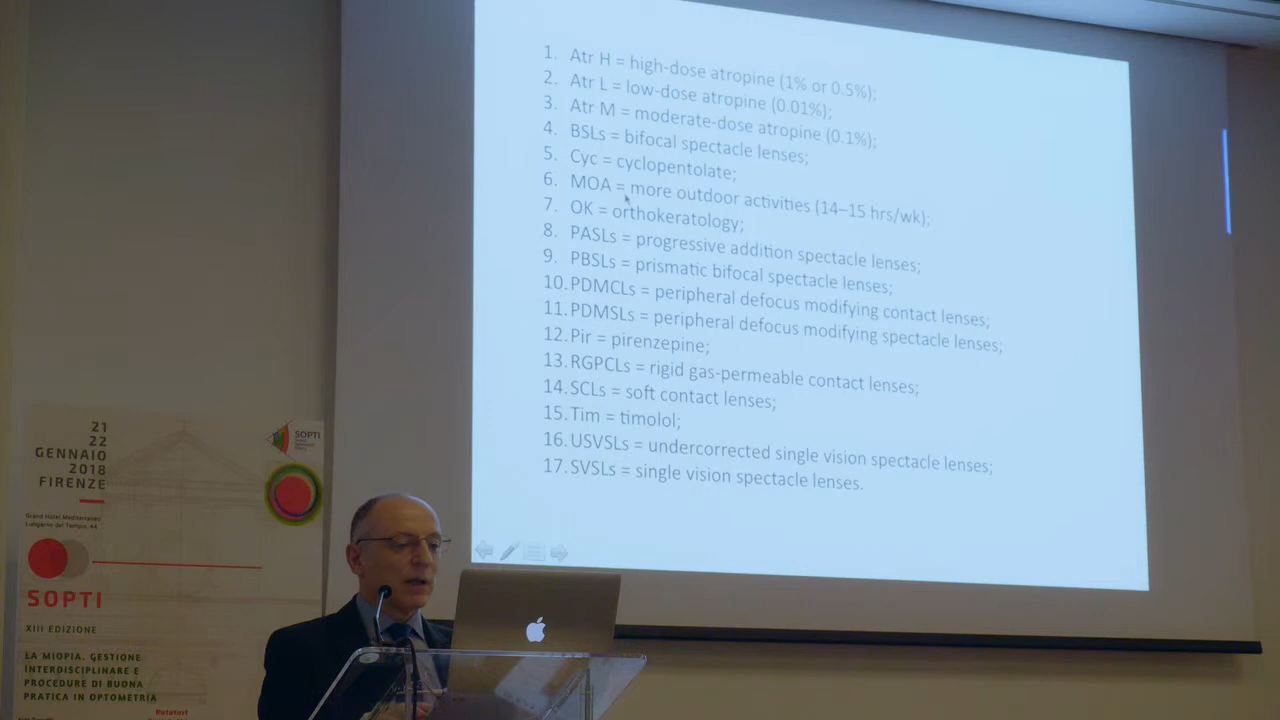 1. Atr H = high-dose atropine (1% or 0.5%);
2. Atr L = low-dose atropine (0.01%);
3. Atr M = moderate-dose atropine (0.1%);
4. BSLs = bifocal spectacle lenses;
5. Cyc = cyclopentolate;
6. MOA = more outdoor activities (14–15 hrs/wk);
7. OK = orthokeratology;
8. PASLs = progressive addition spectacle lenses;
9. PBSLs = prismatic bifocal spectacle lenses;
10. PDMCLs = peripheral defocus modifying contact lenses;
11. PDMSLs = peripheral defocus modifying spectacle lenses;
12. Pir = pirenzepine;
13. RGPCLs = rigid gas-permeable contact lenses;
14. SCLs = soft contact lenses;
15. Tim = timolol;
16. USVSLs = undercorrected single vision spectacle lenses;
17. SVSLs = single vision spectacle lenses.
21
22
GENNAIO
2018
FIRENZE
SOPTI
Grand Hotel Mediterraneo
Lungarno del Tempio, 44
SOPTI
XIII EDIZIONE
LA MIOPIA. GESTIONE
INTERDISCIPLINARE E
PROCEDURE DI BUONA
PRATICA IN OPTOMETRIA
Relatori